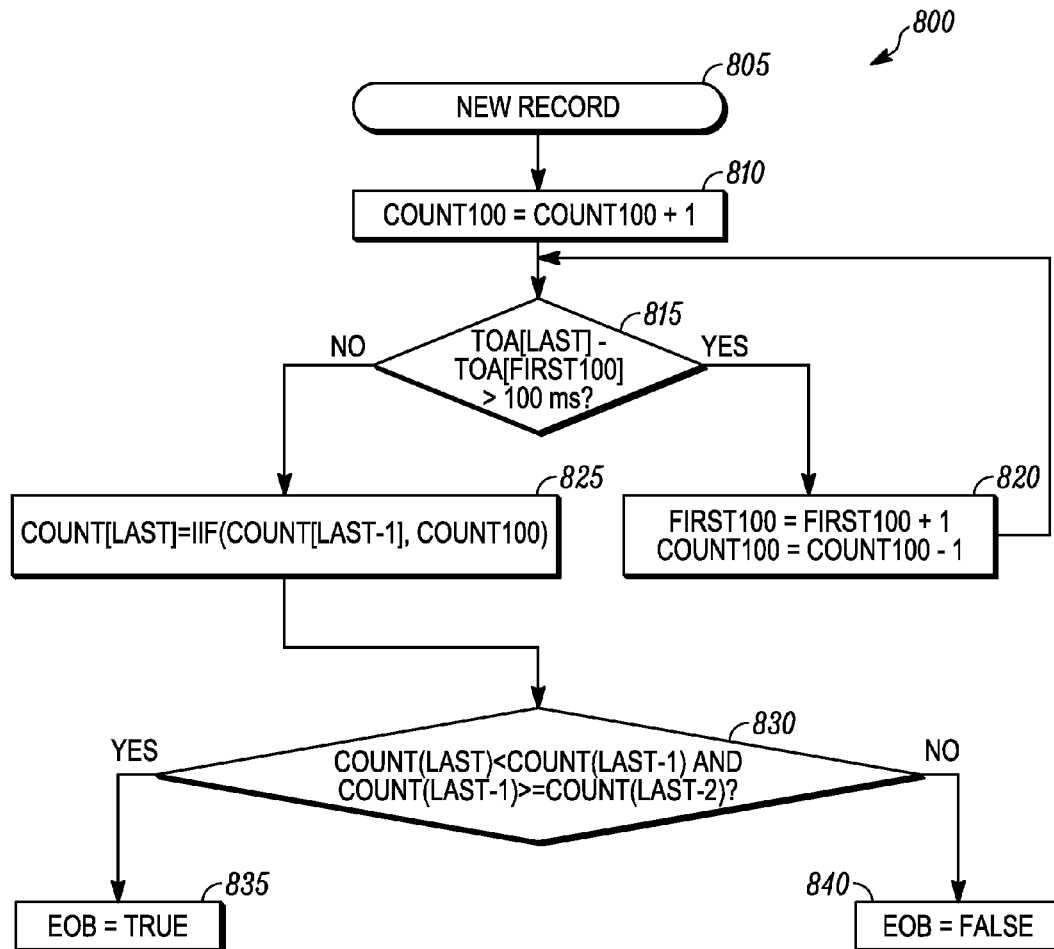 800
805
NEW RECORD
810
COUNT100 = COUNT100 + 1
815
NO
TOA[LAST] -
TOA[FIRST100]
> 100 ms?
YES
825
COUNT[LAST]=IIF(COUNT[LAST-1], COUNT100)
820
FIRST100 = FIRST100 + 1
COUNT100 = COUNT100 - 1
830
YES
COUNT(LAST)<COUNT(LAST-1) AND
COUNT(LAST-1)>=COUNT(LAST-2)?
NO
835
EOB = TRUE
840
EOB = FALSE